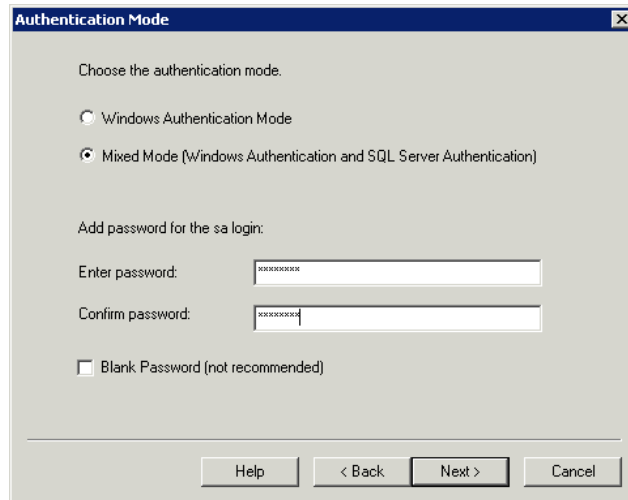 Authentication Mode
Choose the authentication mode.
Windows Authentication Mode
Mixed Mode (Windows Authentication and SQL Server Authentication)
Add password for the sa login:
Enter password: ********
Confirm password: ********
Blank Password (not recommended)
Help < Back Next > Cancel